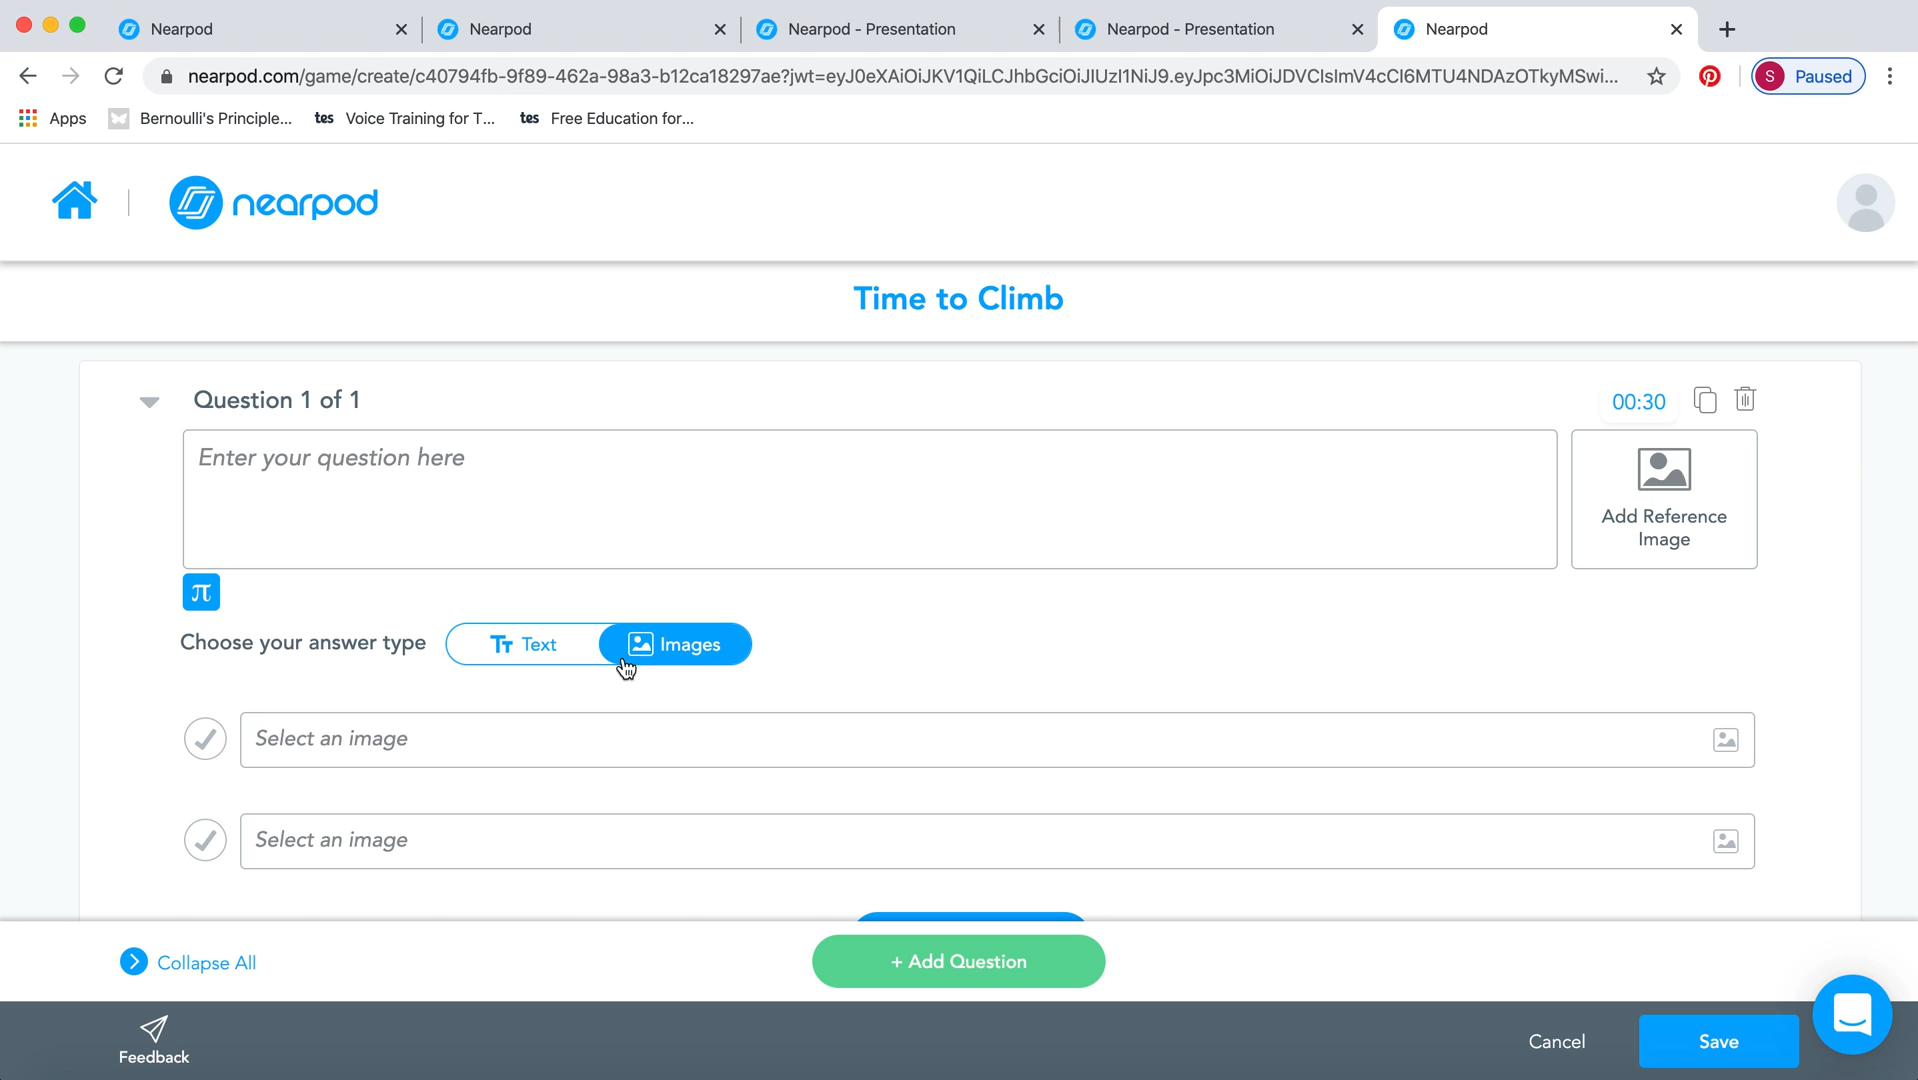 Nearpod
Nearpod
Nearpod - Presentation
Nearpod - Presentation
Nearpod
nearpod.com/game/create/c40794fb-9f89-462a-98a3-b12ca18297ae?jwt=eyJ0eXAiOiJKV1QiLCJhbGciOiJIUzI1NiJ9.eyJpc3MiOiJDVCIsImV4cCI6MTU4NDAzOTkyMSwi...
S Paused
Apps
Bernoulli's Principle...
tes Voice Training for T...
tes Free Education for...
nearpod
Time to Climb
Question 1 of 1
00:30
Enter your question here
Add Reference
Image
π
Choose your answer type
Tт Text
Images
Select an image
Select an image
Collapse All
+ Add Question
Feedback
Cancel
Save